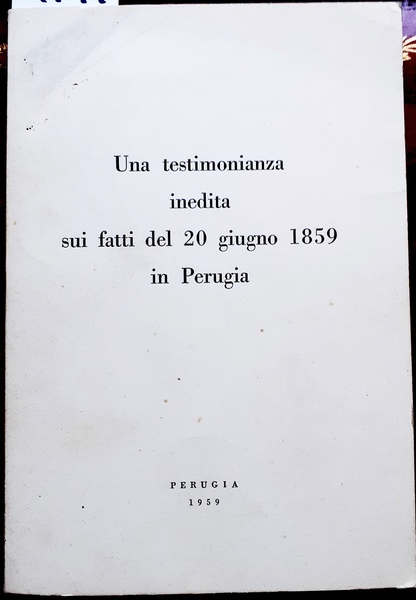 Una testimonianza
inedita
sui fatti del 20 giugno 1859
in Perugia
PERUGIA
1959